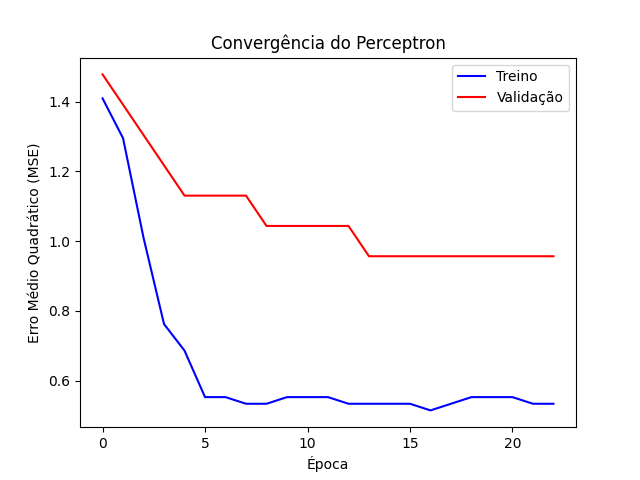 Convergência do Perceptron
Treino
Validação
Erro Médio Quadrático (MSE)
1.4
1.2
1.0
0.8
0.6
0 5 10 15 20
Época